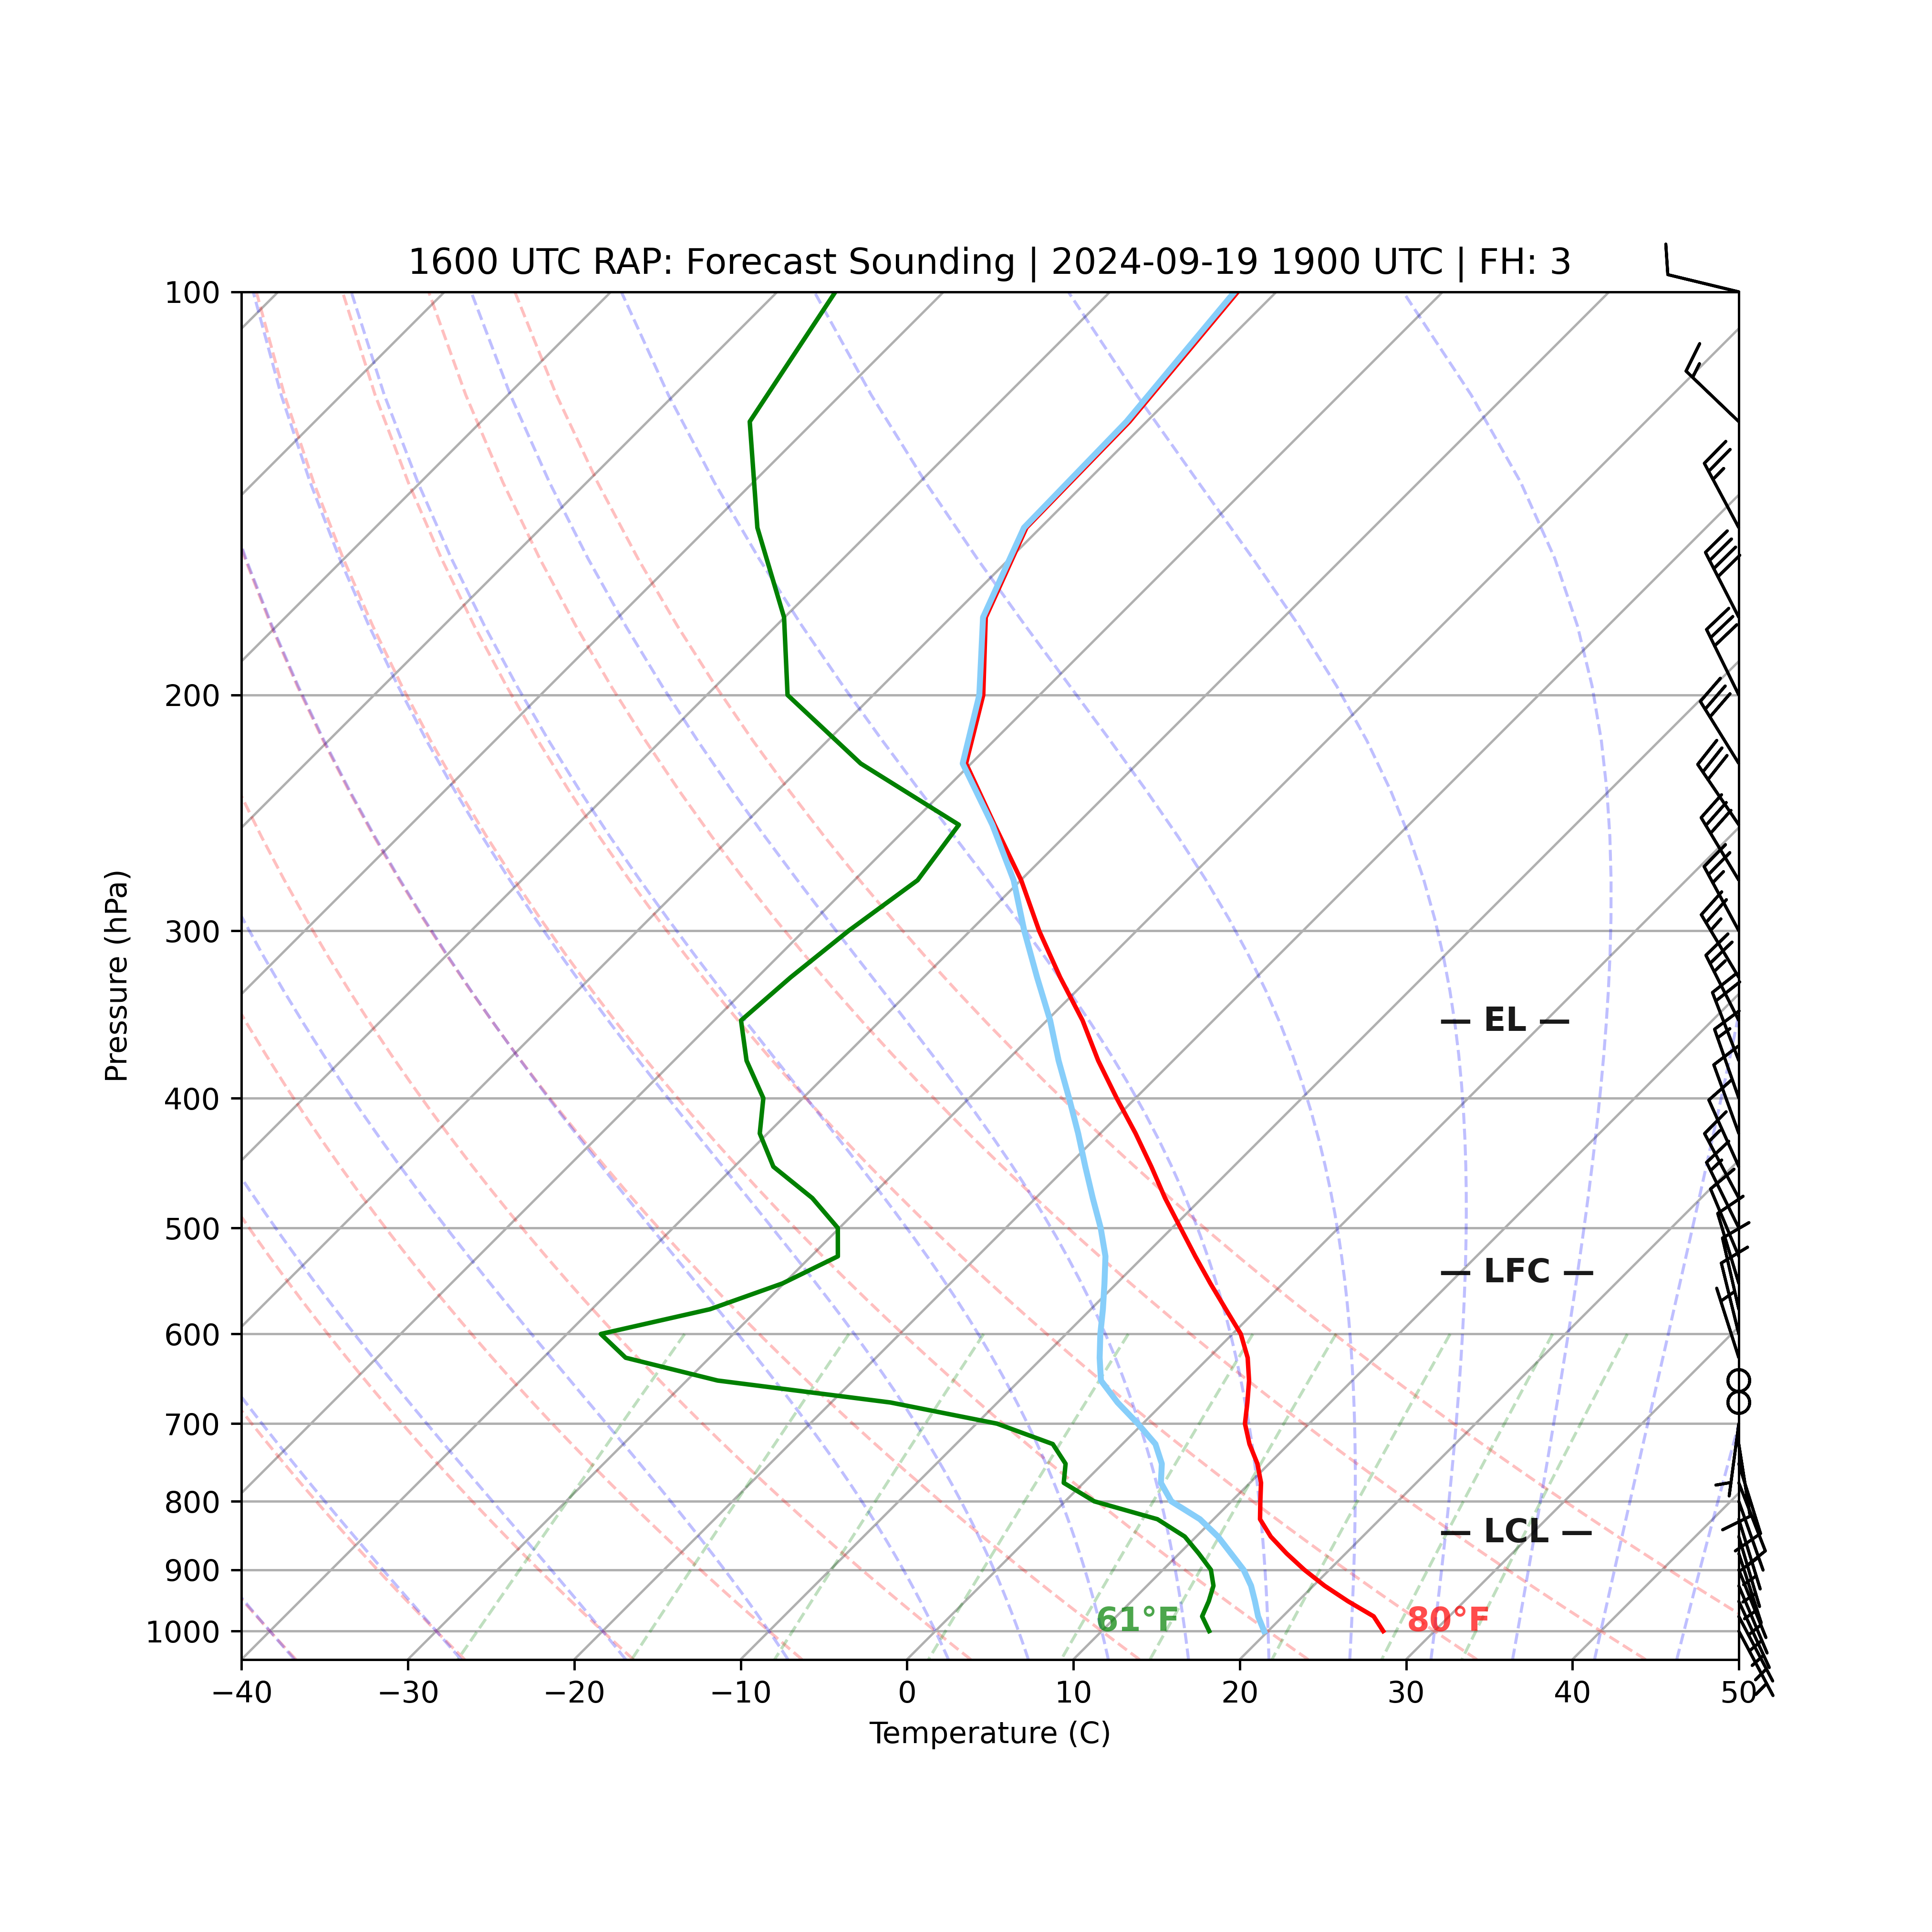 1600 UTC RAP: Forecast Sounding | 2024-09-19 1900 UTC | FH: 3
100
200
300
— EL —
Pressure (hPa)
400
500
— LFC —
600
700
800
— LCL —
900
61°F 80°F
1000
−40 −30 −20 −10 0 10 20 30 40 50
Temperature (C)